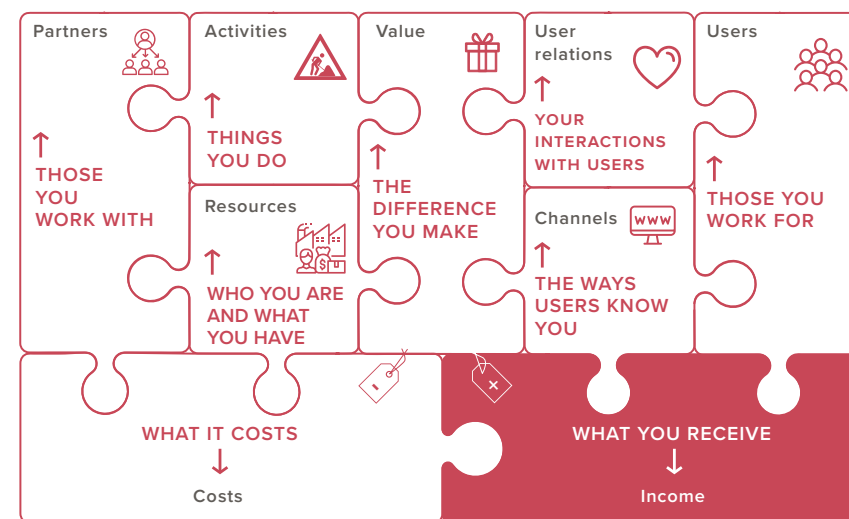 Partners
THOSE
YOU
WORK WITH
Activities
THINGS
YOU DO
Resources
WHO YOU ARE
AND WHAT
YOU HAVE
$
Value
THE
DIFFERENCE
YOU MAKE
User
relations
YOUR
INTERACTIONS
WITH USERS
Channels
www
THE WAYS
USERS KNOW
YOU
Users
THOSE YOU
WORK FOR
-
+
WHAT IT COSTS
Costs
WHAT YOU RECEIVE
Income